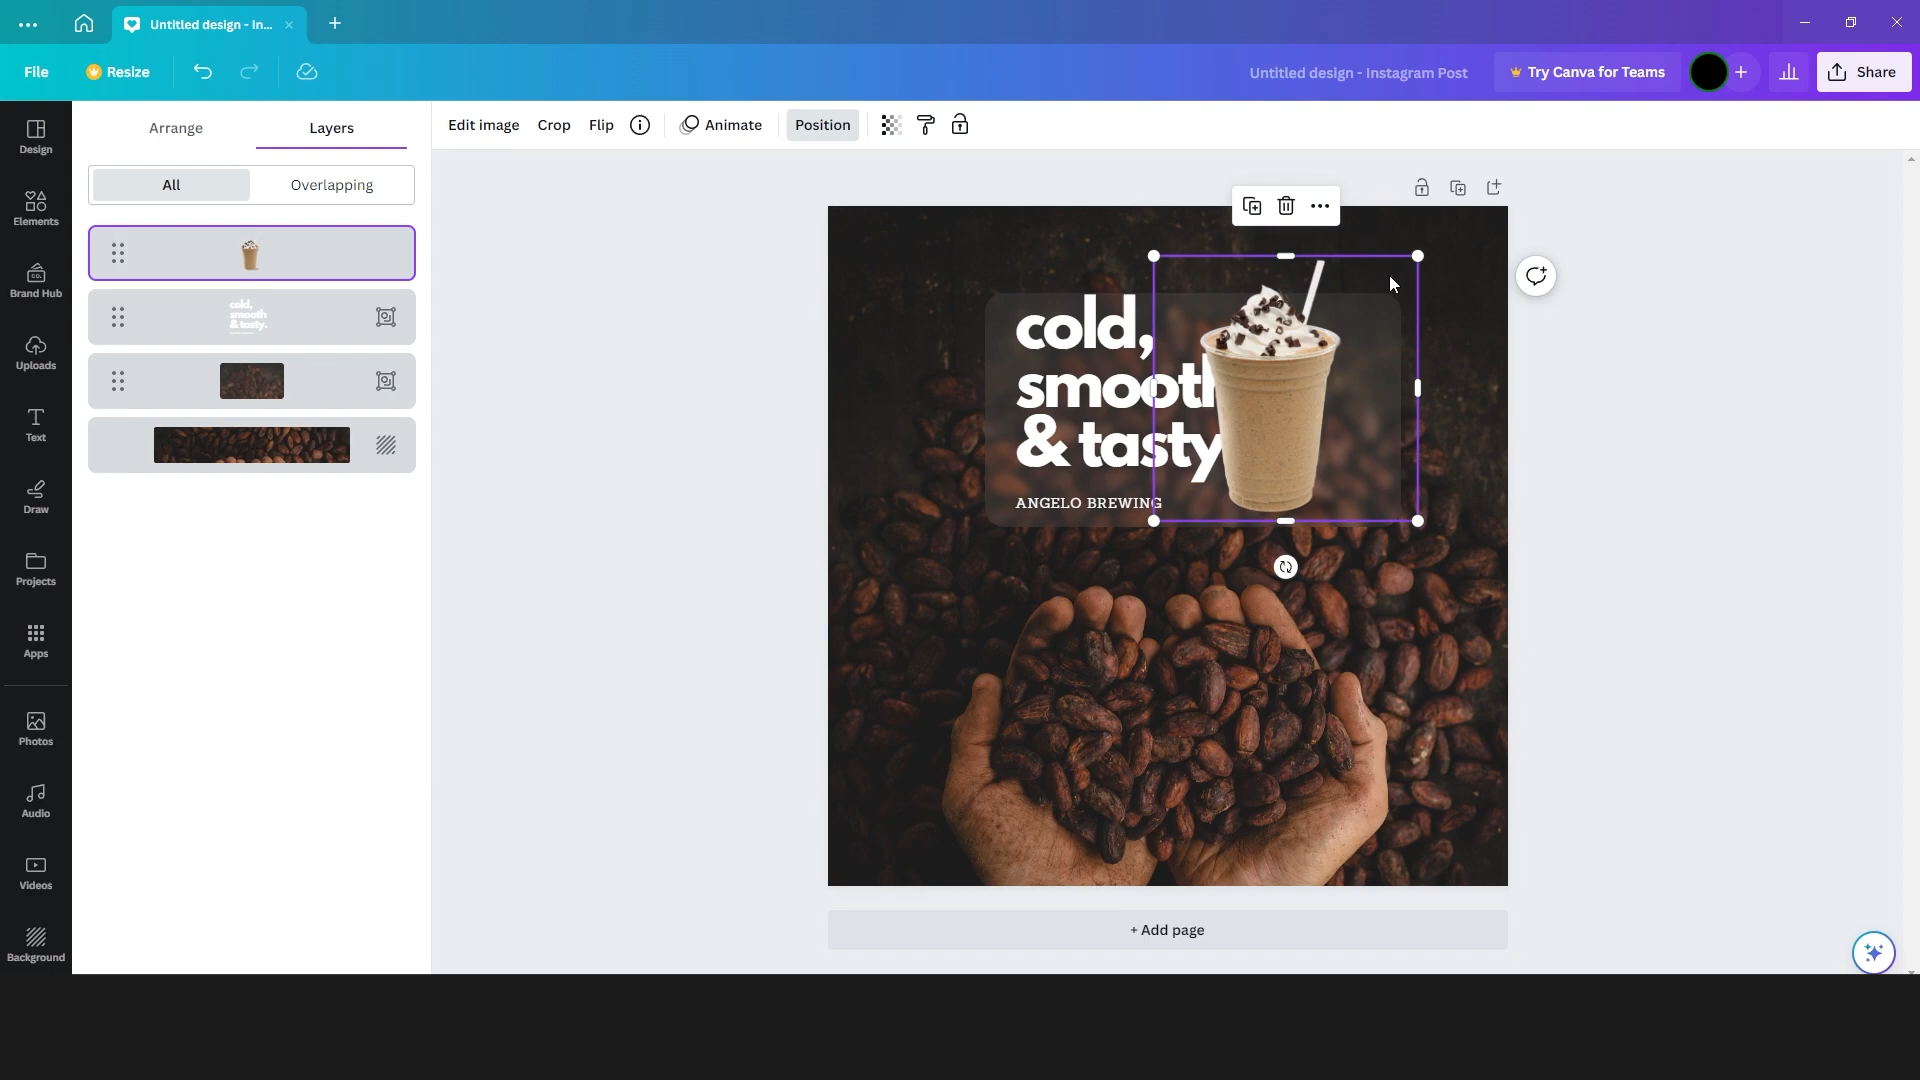 Untitled design - In...
File
Resize
Untitled design - Instagram Post
Try Canva for Teams
Share
Design
Elements
Brand Hub
Uploads
Text
Draw
Projects
Apps
Photos
Audio
Videos
Background
Arrange
Layers
All
Overlapping
cold,
smooth
& tasty.
Edit image
Crop
Flip
Animate
Position
cold,
smooth
& tasty
ANGELO BREWING
+ Add page